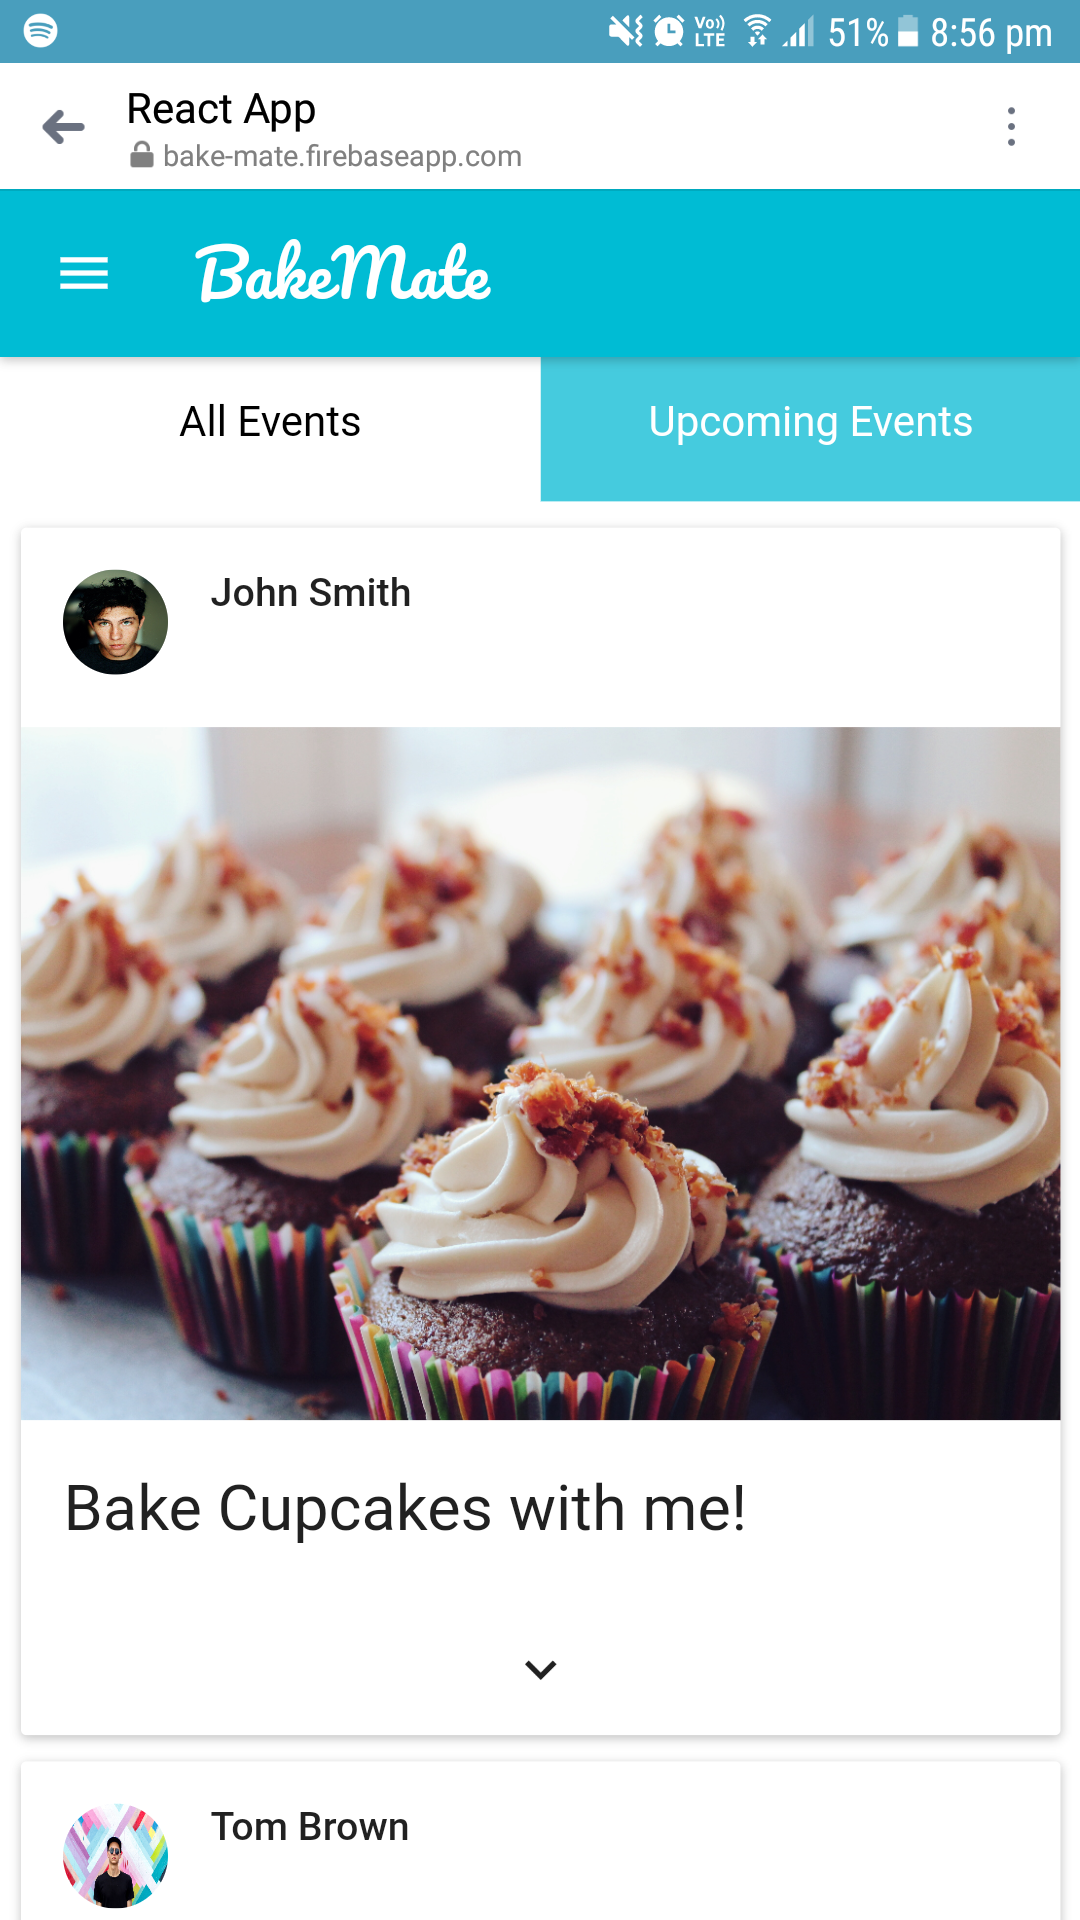 Vo)) LTE 51% 8:56 pm
React App
bake-mate.firebaseapp.com
BakeMate
All Events Upcoming Events
John Smith
Bake Cupcakes with me!
Tom Brown